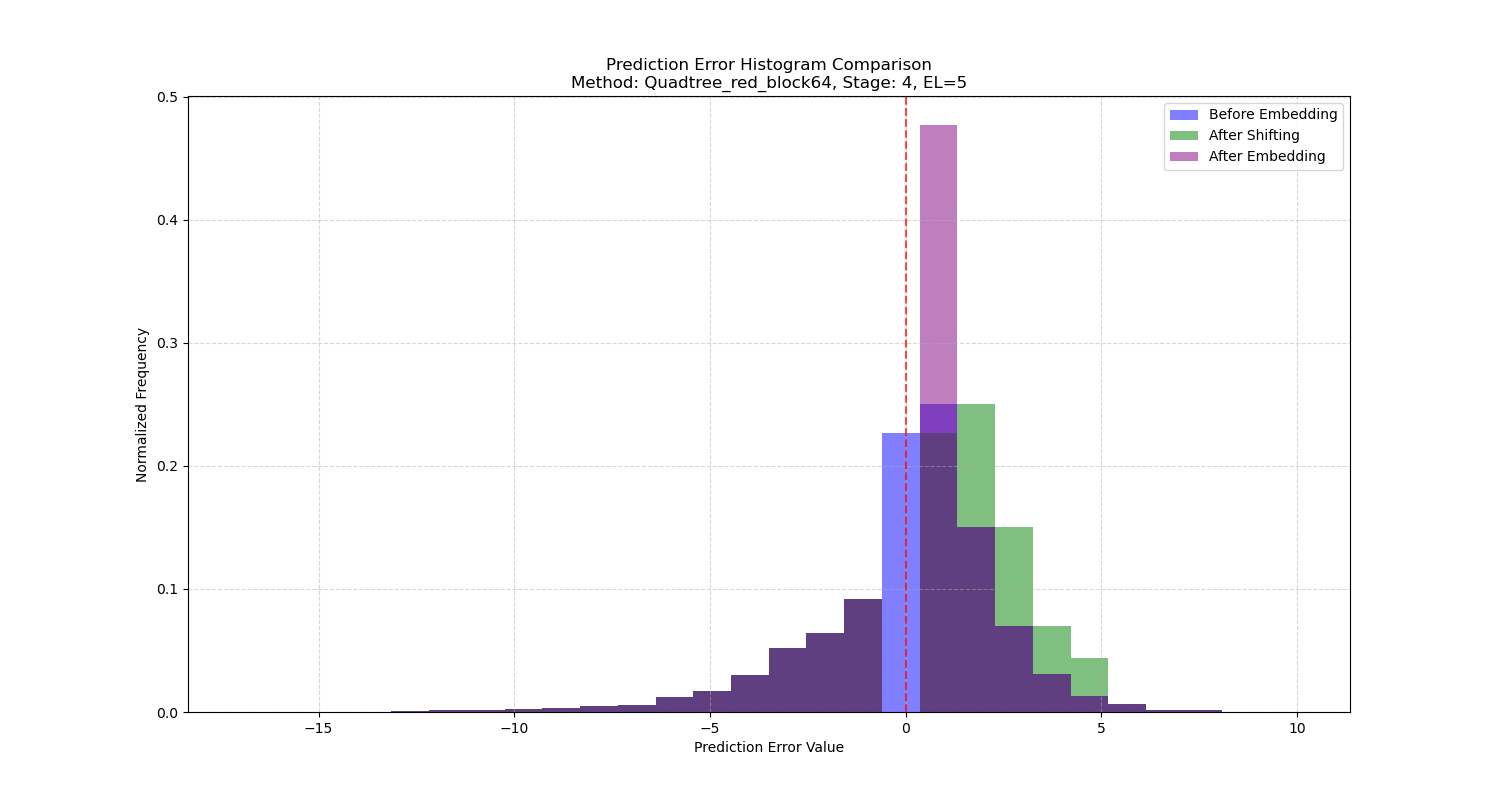 Prediction Error Histogram Comparison
Method: Quadtree_red_block64, Stage: 4, EL=5
Before Embedding
After Shifting
After Embedding
Normalized Frequency
0.5
0.4
0.3
0.2
0.1
0.0
−15
−10
−5
0
5
10
Prediction Error Value